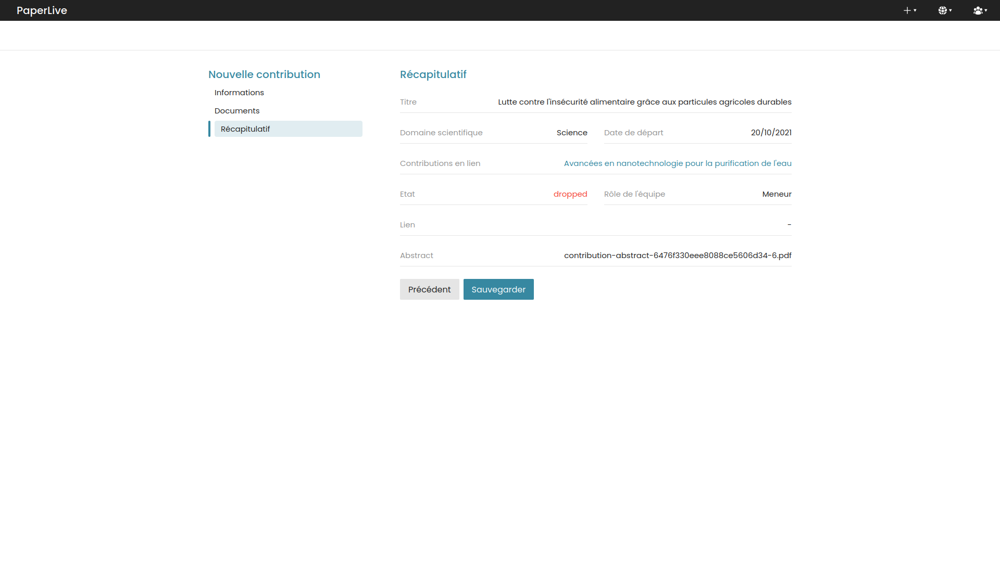 PaperLive
Nouvelle contribution
Informations
Documents
Récapitulatif
Récapitulatif
Titre Lutte contre l'insécurité alimentaire grâce aux particules agricoles durables
Domaine scientifique Science Date de départ 20/10/2021
Contributions en lien Avancées en nanotechnologie pour la purification de l'eau
Etat dropped Rôle de l'équipe Meneur
Lien -
Abstract contribution-abstract-6476f330eee8088ce5606d34-6.pdf
Précédent Sauvegarder